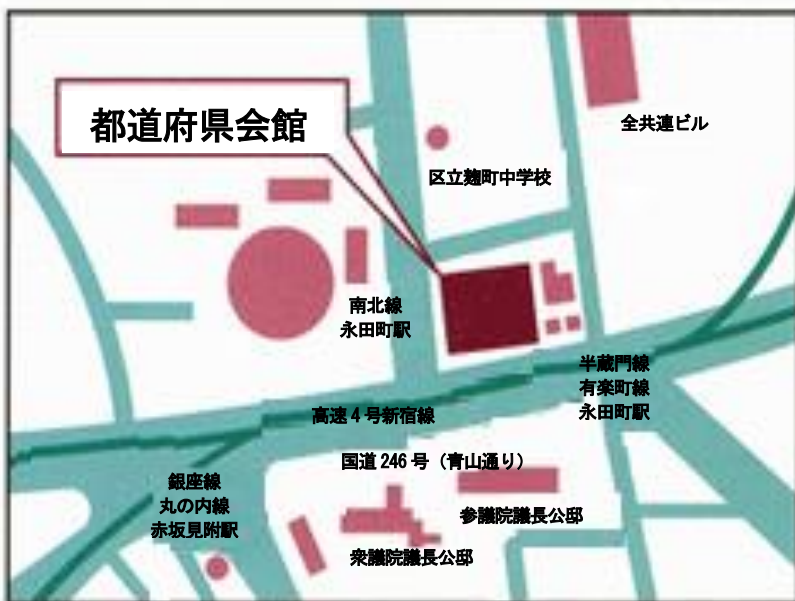 都道府県会館
全共連ビル
区立麹町中学校
南北線
永田町駅
半蔵門線
有楽町線
永田町駅
高速4号新宿線
国道246号（青山通り）
銀座線
丸の内線
赤坂見附駅
参議院議長公邸
衆議院議長公邸